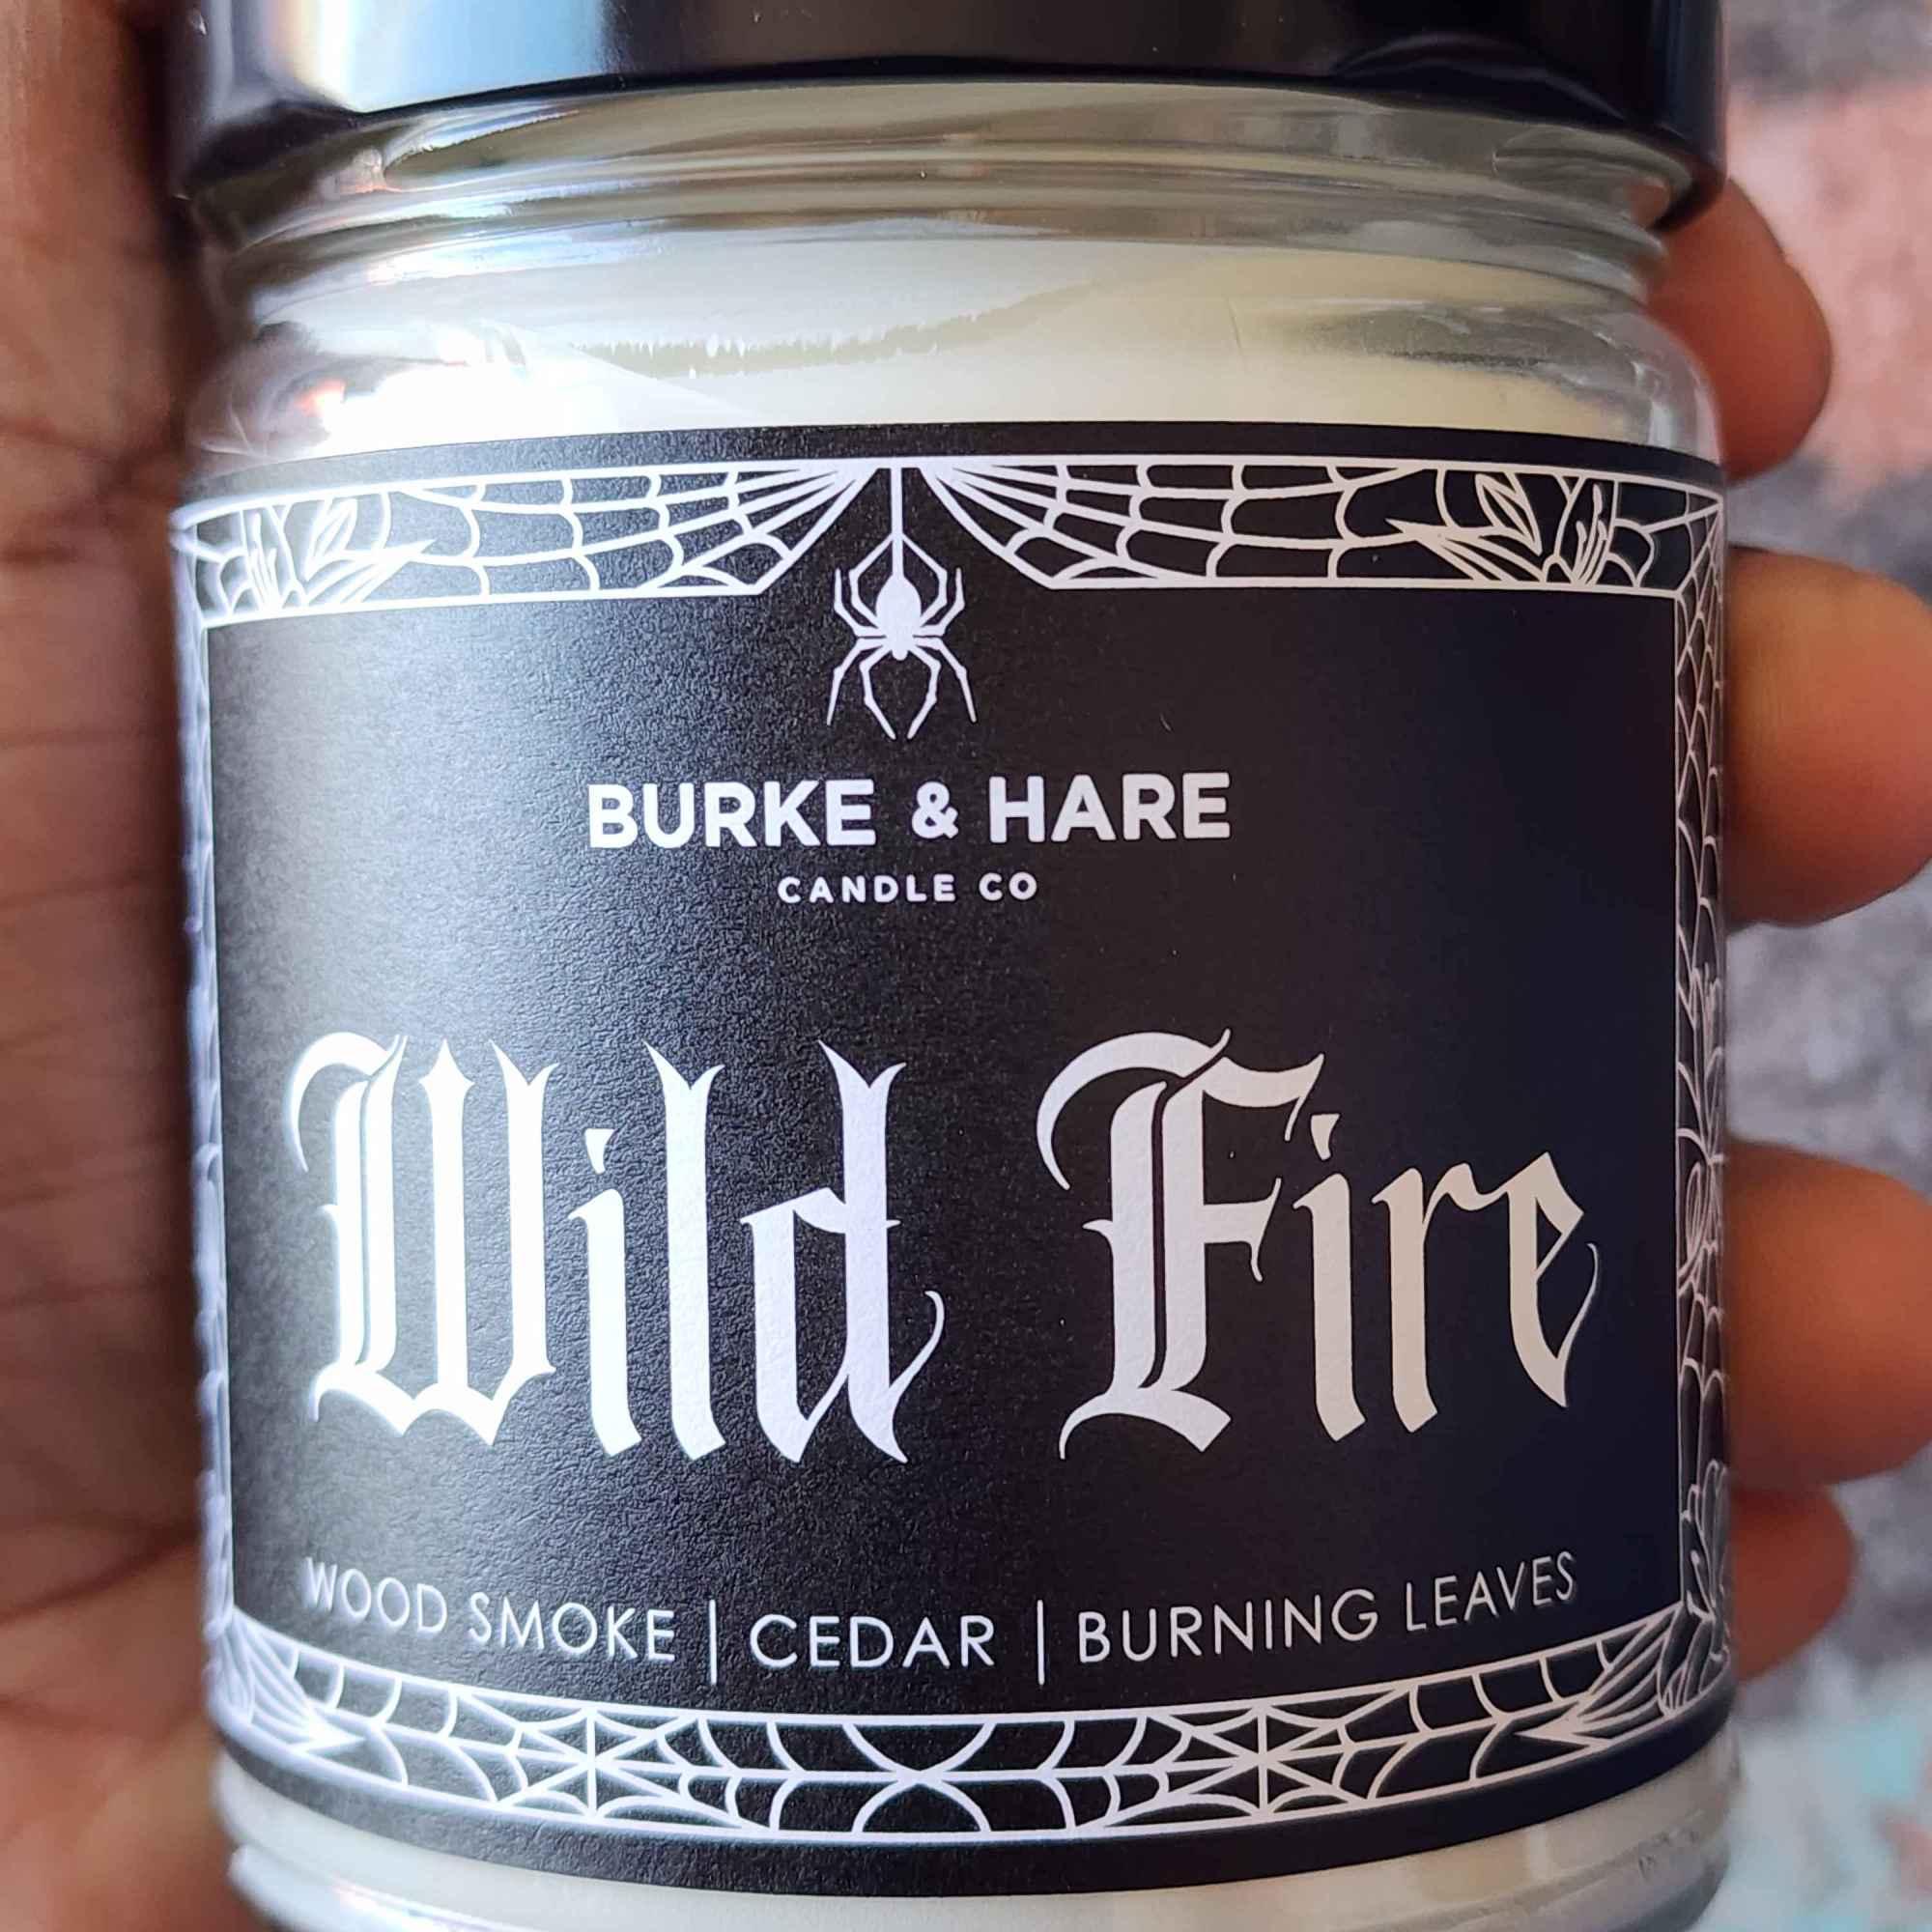 BURKE & HARE
CANDLE CO
Wild Fire
WOOD SMOKE | CEDAR | BURNING LEAVES